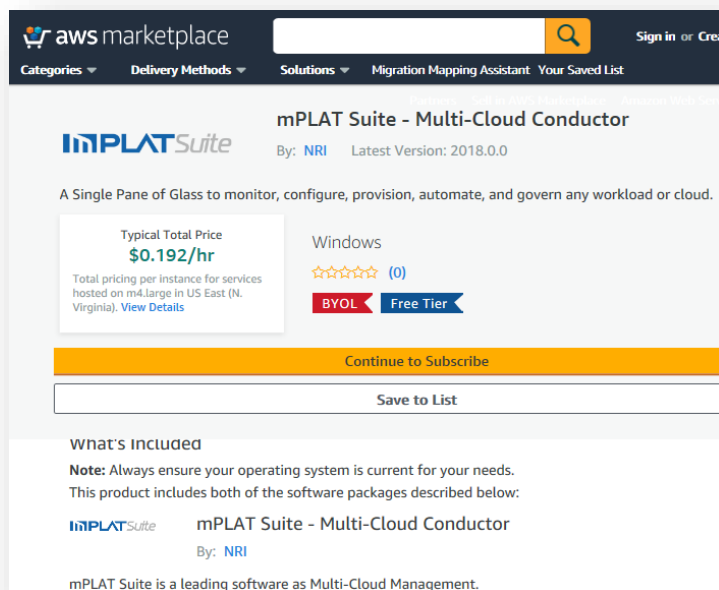 aws marketplace
Sign in or Crea
Categories Delivery Methods Solutions Migration Mapping Assistant Your Saved List
mPLAT Suite - Multi-Cloud Conductor
mPLAT Suite
By: NRI Latest Version: 2018.0.0
A Single Pane of Glass to monitor, configure, provision, automate, and govern any workload or cloud.
Typical Total Price
$0.192/hr
Total pricing per instance for services
hosted on m4.large in US East (N.
Virginia). View Details
Windows
(0)
BYOL Free Tier
Continue to Subscribe
Save to List
What's Included
Note: Always ensure your operating system is current for your needs.
This product includes both of the software packages described below:
mPLAT Suite mPLAT Suite - Multi-Cloud Conductor
By: NRI
mPLAT Suite is a leading software as Multi-Cloud Management.